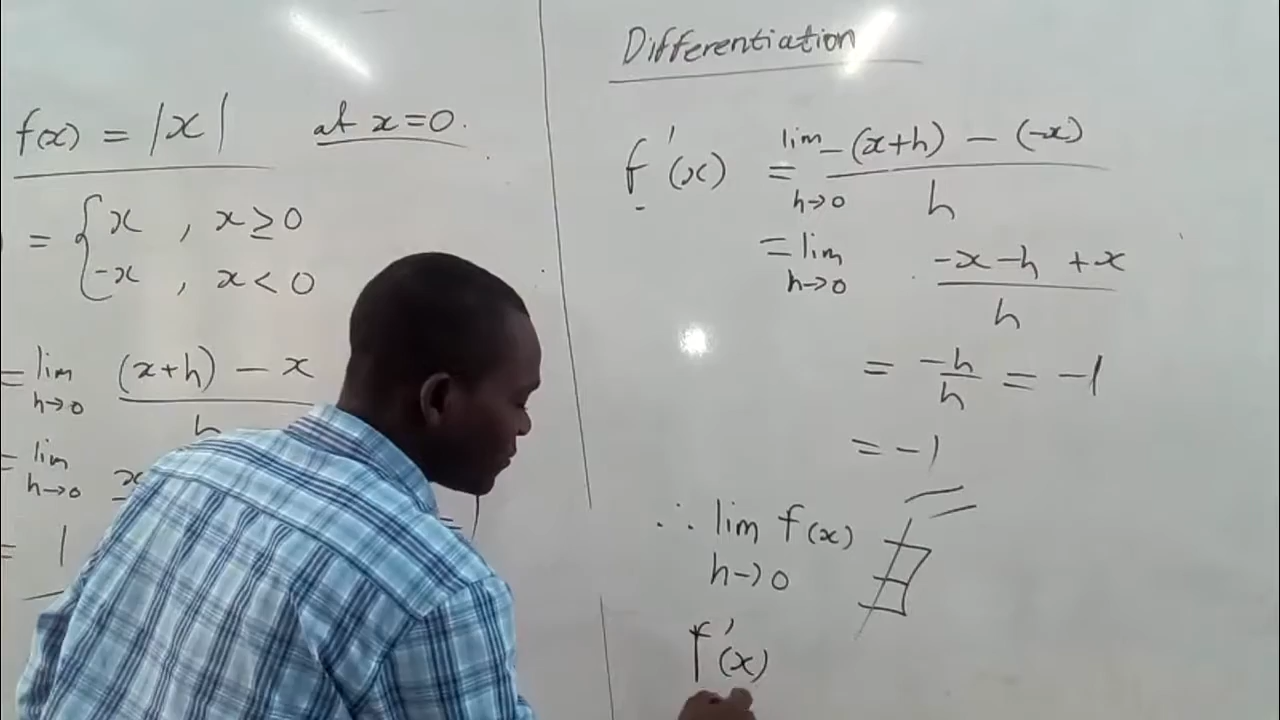 f(x) = |x| at x=0.
= { x , x ≥ 0
-x , x < 0
= lim (x+h) - x
h→0 h
= lim x
h→0
= 1
Differentiation
f'(x) = lim -(x+h) - (-x)
h→0 h
= lim -x -h +x
h→0 h
= -h/h = -1
= -1
∴ lim f(x) ∄
h→0
f'(x)